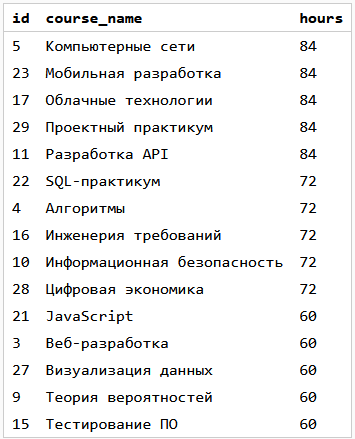 id course_name hours
5 Компьютерные сети 84
23 Мобильная разработка 84
17 Облачные технологии 84
29 Проектный практикум 84
11 Разработка API 84
22 SQL-практикум 72
4 Алгоритмы 72
16 Инженерия требований 72
10 Информационная безопасность 72
28 Цифровая экономика 72
21 JavaScript 60
3 Веб-разработка 60
27 Визуализация данных 60
9 Теория вероятностей 60
15 Тестирование ПО 60